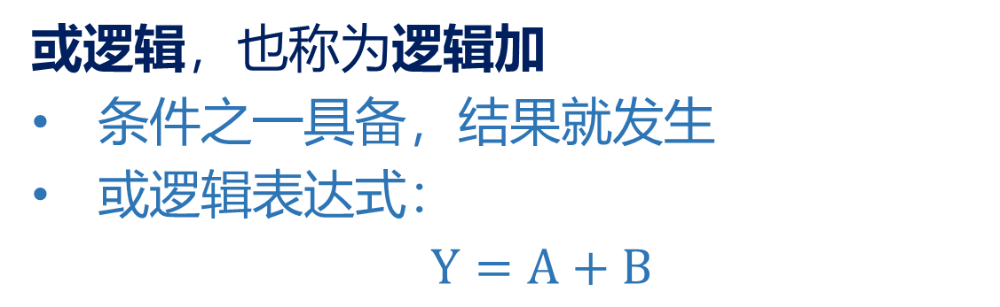 或逻辑，也称为逻辑加
• 条件之一具备，结果就发生
• 或逻辑表达式：
Y = A + B